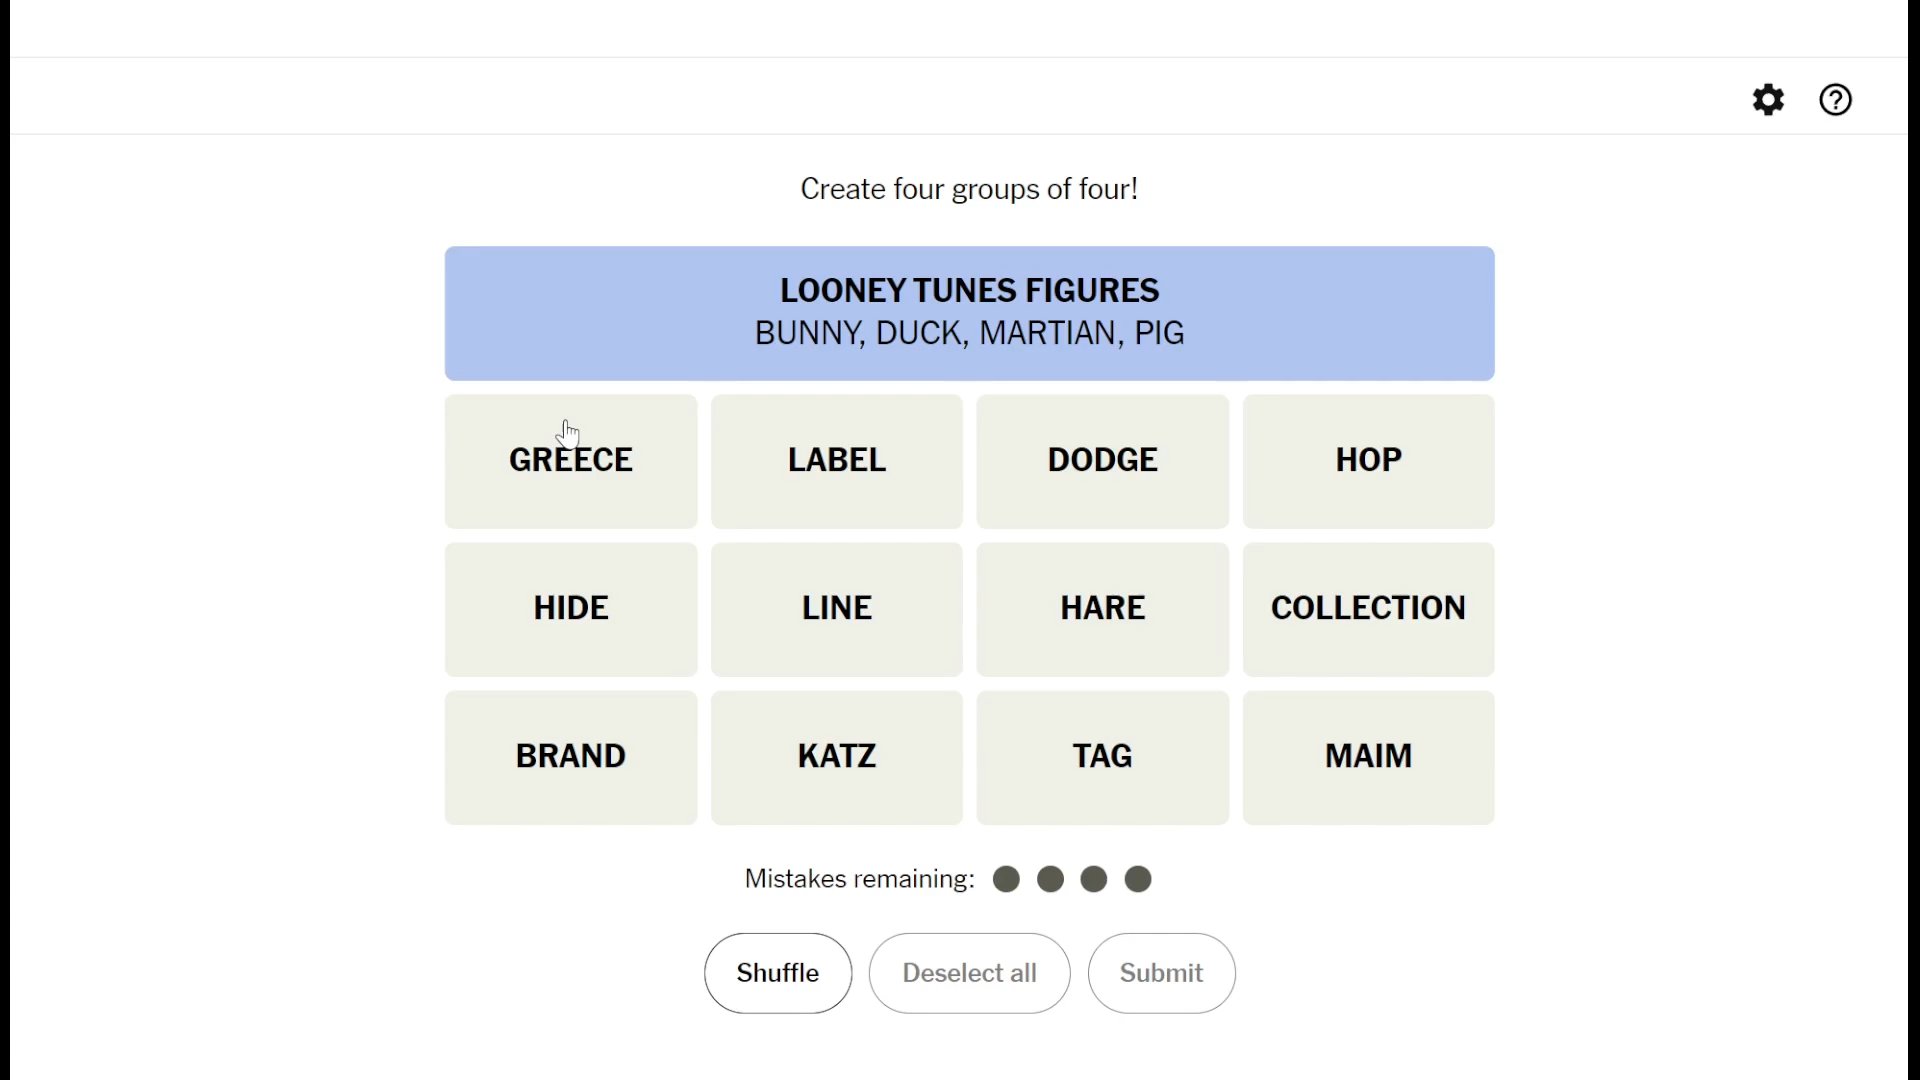 Create four groups of four!
LOONEY TUNES FIGURES
BUNNY, DUCK, MARTIAN, PIG
GREECE LABEL DODGE HOP
HIDE LINE HARE COLLECTION
BRAND KATZ TAG MAIM
Mistakes remaining:
Shuffle Deselect all Submit